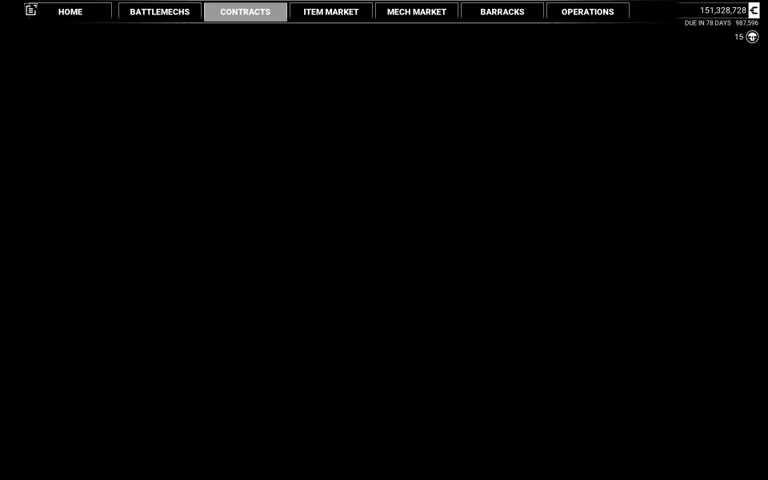 HOME BATTLEMECHS CONTRACTS ITEM MARKET MECH MARKET BARRACKS OPERATIONS 151,328,728
DUE IN 78 DAYS 987,596
15